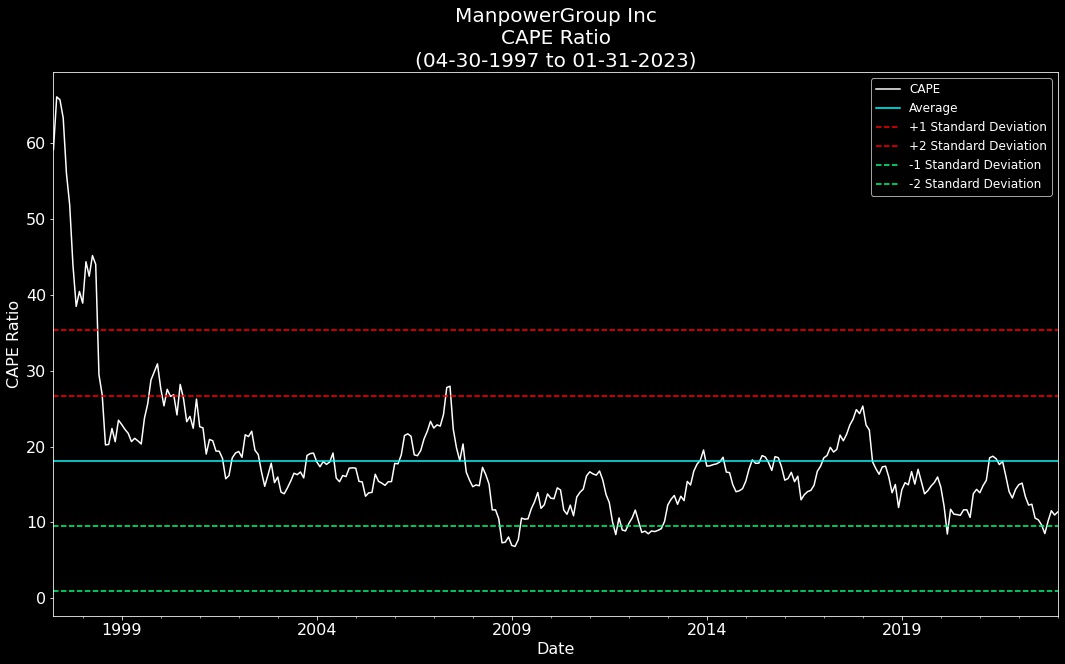 ManpowerGroup Inc
CAPE Ratio
(04-30-1997 to 01-31-2023)
CAPE
Average
+1 Standard Deviation
+2 Standard Deviation
-1 Standard Deviation
-2 Standard Deviation
CAPE Ratio
60
50
40
30
20
10
0
1999 2004 2009 2014 2019
Date